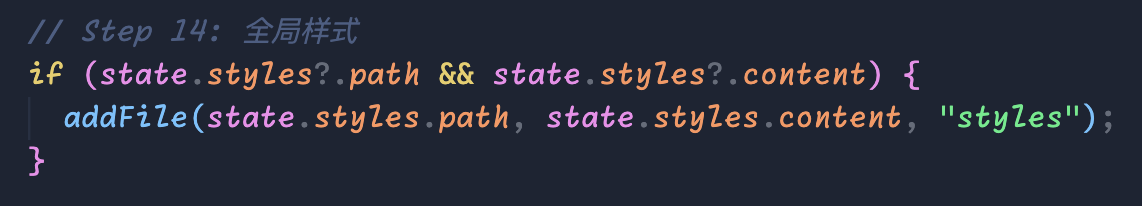 // Step 14: 全局样式
if (state.styles?.path && state.styles?.content) {
  addFile(state.styles.path, state.styles.content, "styles");
}